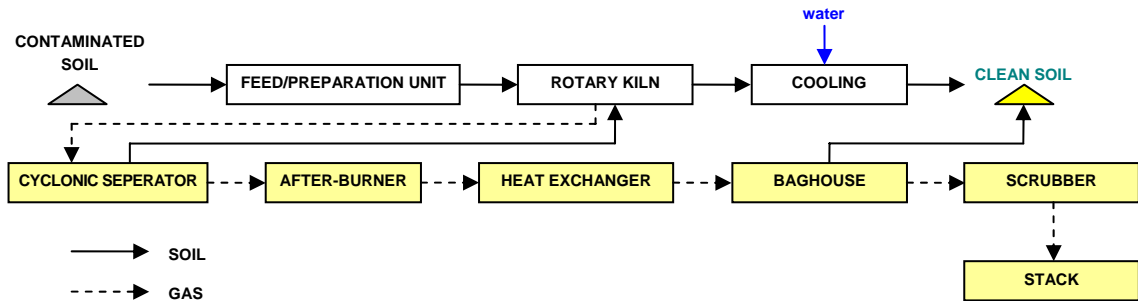 water
CONTAMINATED
SOIL
FEED/PREPARATION UNIT
ROTARY KILN
COOLING
CLEAN SOIL
CYCLONIC SEPERATOR
AFTER-BURNER
HEAT EXCHANGER
BAGHOUSE
SCRUBBER
SOIL
GAS
STACK